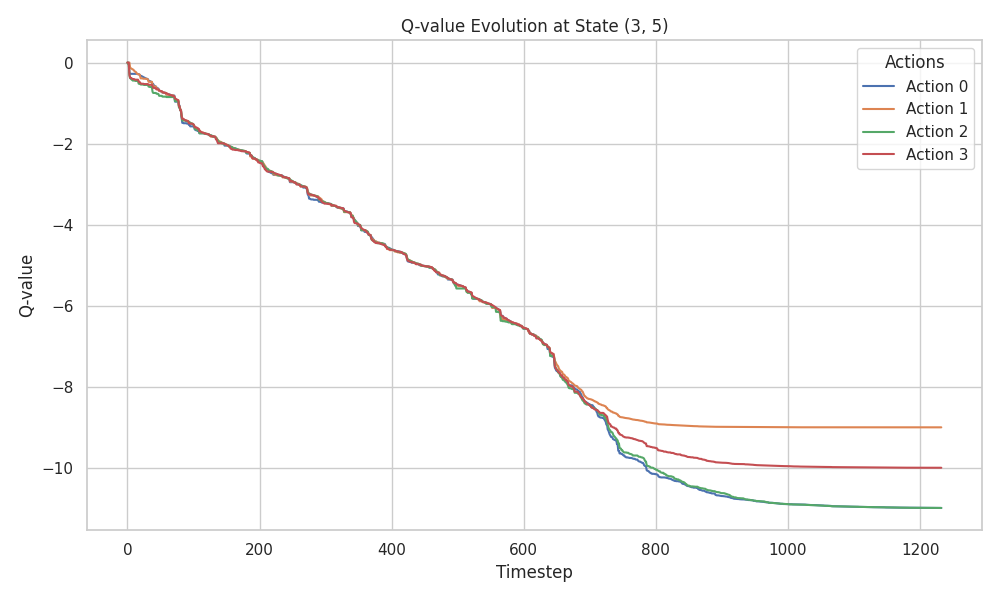 Q-value Evolution at State (3, 5)
Actions
Action 0
Action 1
Action 2
Action 3
Q-value
0
−2
−4
−6
−8
−10
0 200 400 600 800 1000 1200
Timestep